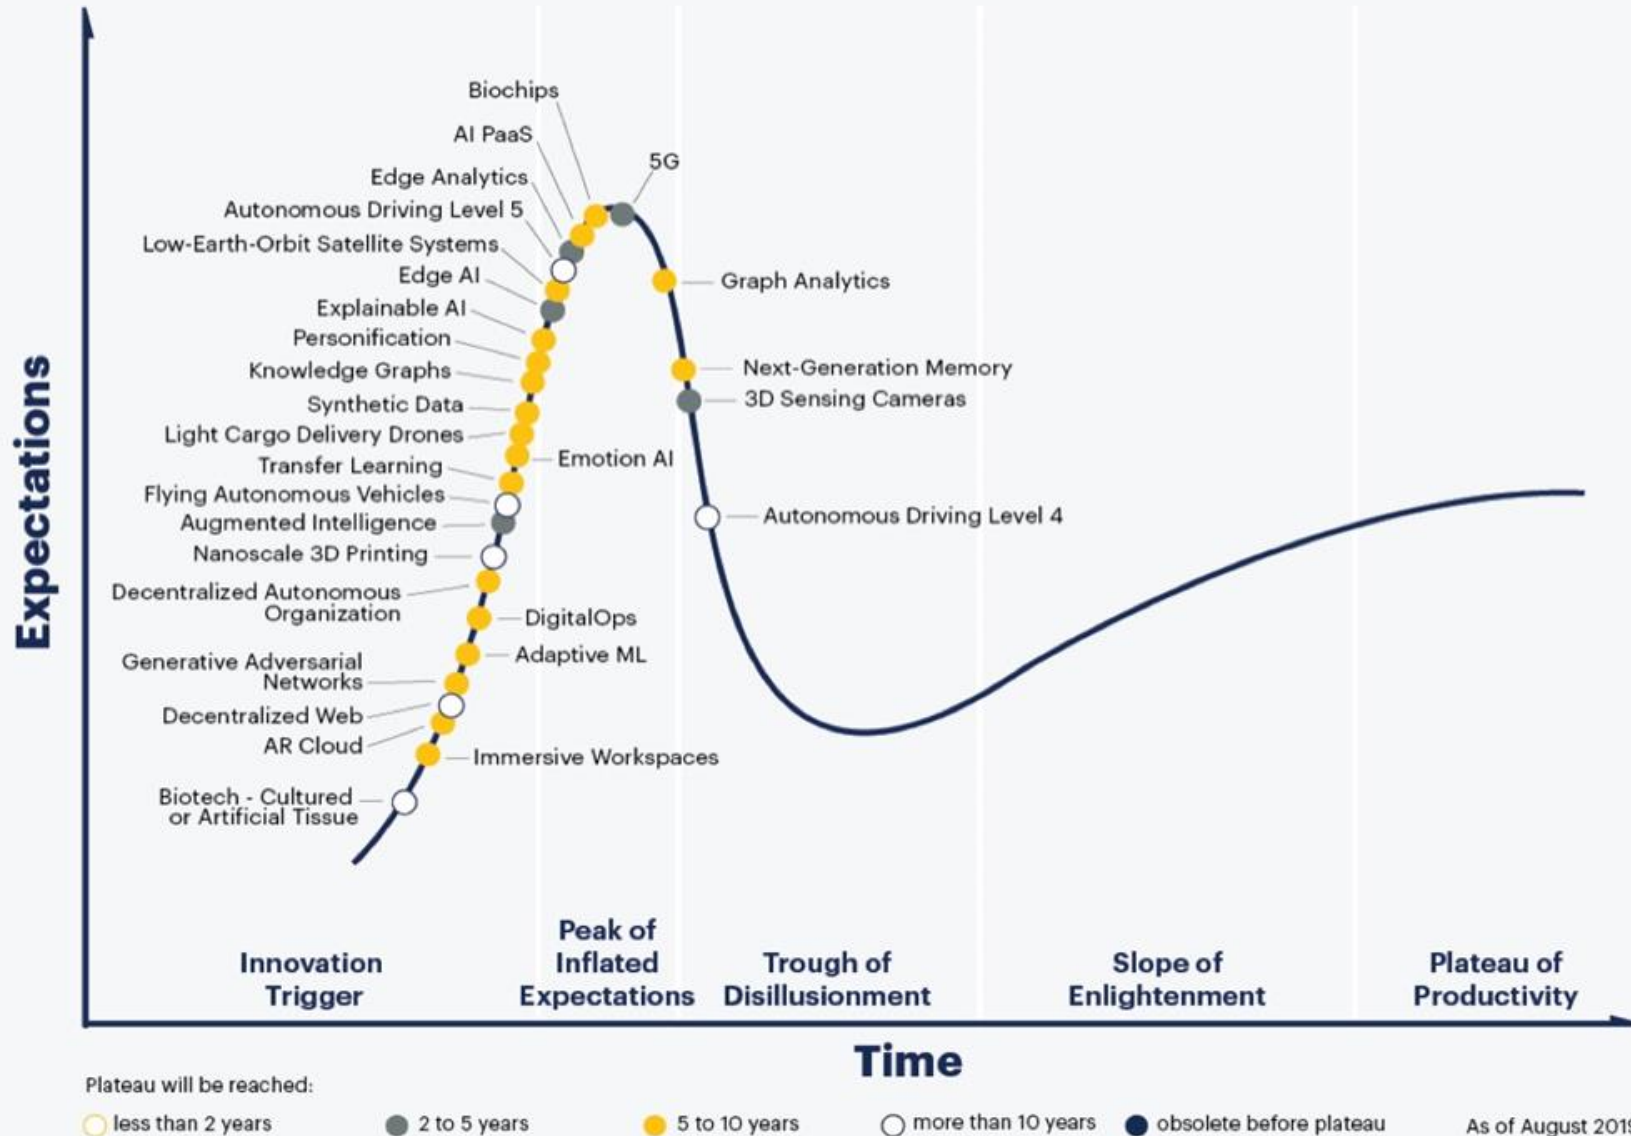 Expectations
Biochips
AI PaaS
5G
Edge Analytics
Autonomous Driving Level 5
Low-Earth-Orbit Satellite Systems
Edge AI
Graph Analytics
Explainable AI
Personification
Knowledge Graphs
Next-Generation Memory
3D Sensing Cameras
Synthetic Data
Light Cargo Delivery Drones
Emotion AI
Transfer Learning
Flying Autonomous Vehicles
Augmented Intelligence
Autonomous Driving Level 4
Nanoscale 3D Printing
Decentralized Autonomous
Organization
DigitalOps
Adaptive ML
Generative Adversarial
Networks
Decentralized Web
AR Cloud
Immersive Workspaces
Biotech - Cultured
or Artificial Tissue
Innovation
Trigger
Peak of
Inflated
Expectations
Trough of
Disillusionment
Slope of
Enlightenment
Plateau of
Productivity
Time
Plateau will be reached:
less than 2 years
2 to 5 years
5 to 10 years
more than 10 years
obsolete before plateau
As of August 2019